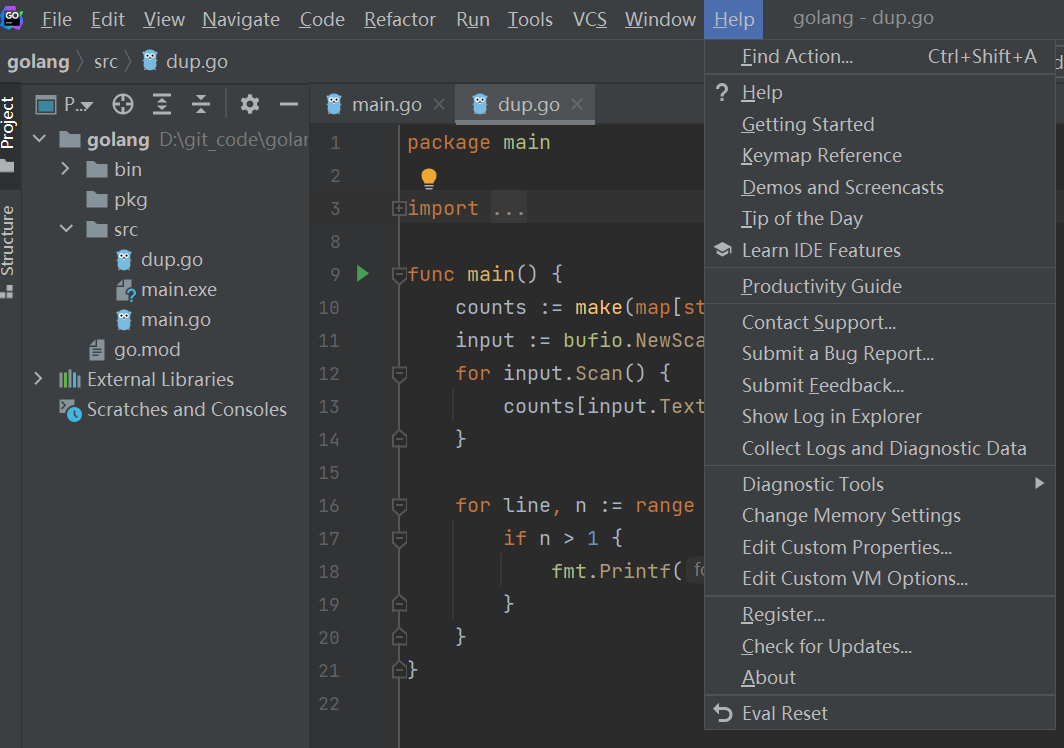 GO File Edit View Navigate Code Refactor Run Tools VCS Window Help golang - dup.go
golang src dup.go
Project
Structure
P...
golang D:\git_code\golan
bin
pkg
src
dup.go
main.exe
main.go
go.mod
External Libraries
Scratches and Consoles
main.go dup.go
1 package main
2
3 import ...
8
9 func main() {
10 counts := make(map[st
11 input := bufio.NewSca
12 for input.Scan() {
13 counts[input.Text
14 }
15
16 for line, n := range
17 if n > 1 {
18 fmt.Printf( fo
19 }
20 }
21 }
22
Find Action... Ctrl+Shift+A
Help
Getting Started
Keymap Reference
Demos and Screencasts
Tip of the Day
Learn IDE Features
Productivity Guide
Contact Support...
Submit a Bug Report...
Submit Feedback...
Show Log in Explorer
Collect Logs and Diagnostic Data
Diagnostic Tools
Change Memory Settings
Edit Custom Properties...
Edit Custom VM Options...
Register...
Check for Updates...
About
Eval Reset